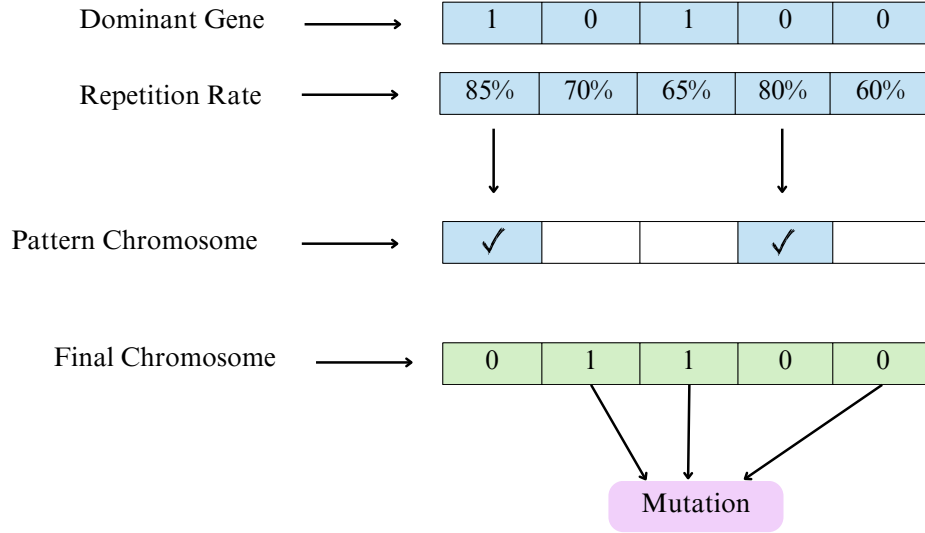 Dominant Gene 1 0 1 0 0
Repetition Rate 85% 70% 65% 80% 60%
Pattern Chromosome ✓ ✓
Final Chromosome 0 1 1 0 0
Mutation